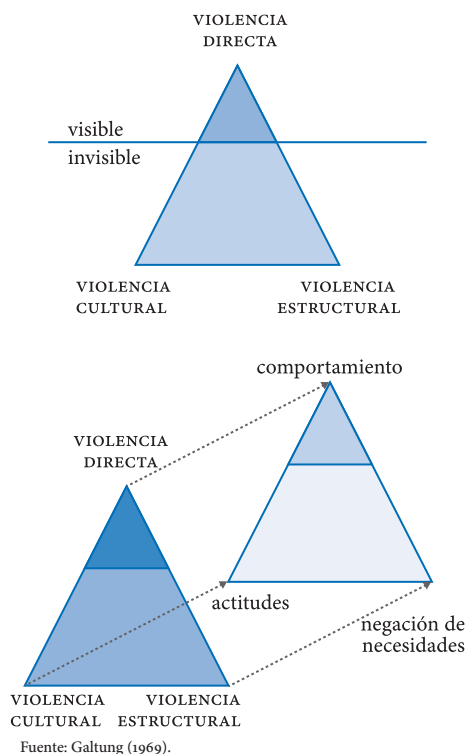 VIOLENCIA
DIRECTA
visible
invisible
VIOLENCIA
CULTURAL
VIOLENCIA
ESTRUCTURAL
comportamiento
VIOLENCIA
DIRECTA
actitudes
negación de
necesidades
VIOLENCIA
CULTURAL
VIOLENCIA
ESTRUCTURAL
Fuente: Galtung (1969).